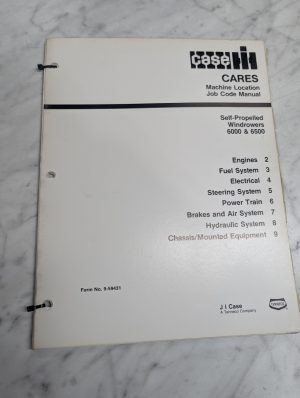 case IH
CARES
Machine Location
Job Code Manual
Self-Propelled
Windrowers
6000 & 6500
Engines 2
Fuel System 3
Electrical 4
Steering System 5
Power Train 6
Brakes and Air System 7
Hydraulic System 8
Chassis/Mounted Equipment 9
Form No. 9-59431
J I Case
A Tenneco Company
TENNECO